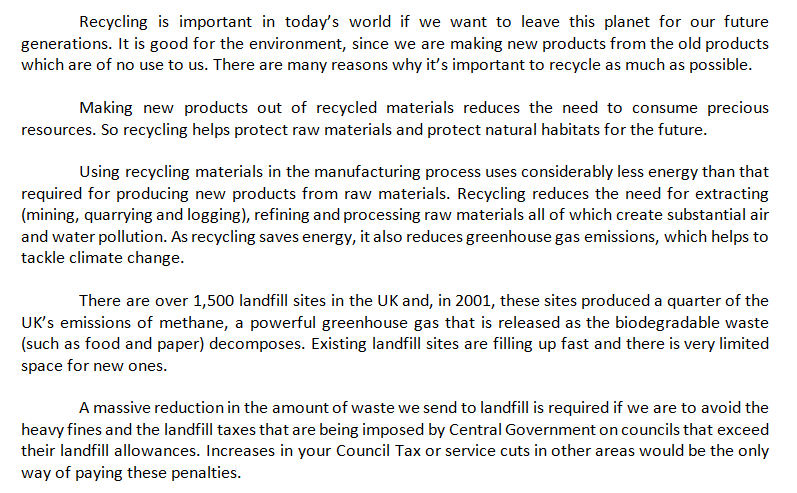 Recycling is important in today's world if we want to leave this planet for our future
generations. It is good for the environment, since we are making new products from the old products
which are of no use to us. There are many reasons why it's important to recycle as much as possible.
Making new products out of recycled materials reduces the need to consume precious
resources. So recycling helps protect raw materials and protect natural habitats for the future.
Using recycling materials in the manufacturing process uses considerably less energy than that
required for producing new products from raw materials. Recycling reduces the need for extracting
(mining, quarrying and logging), refining and processing raw materials all of which create substantial air
and water pollution. As recycling saves energy, it also reduces greenhouse gas emissions, which helps to
tackle climate change.
There are over 1,500 landfill sites in the UK and, in 2001, these sites produced a quarter of the
UK's emissions of methane, a powerful greenhouse gas that is released as the biodegradable waste
(such as food and paper) decomposes. Existing landfill sites are filling up fast and there is very limited
space for new ones.
A massive reduction in the amount of waste we send to landfill is required if we are to avoid the
heavy fines and the landfill taxes that are being imposed by Central Government on councils that exceed
their landfill allowances. Increases in your Council Tax or service cuts in other areas would be the only
way of paying these penalties.